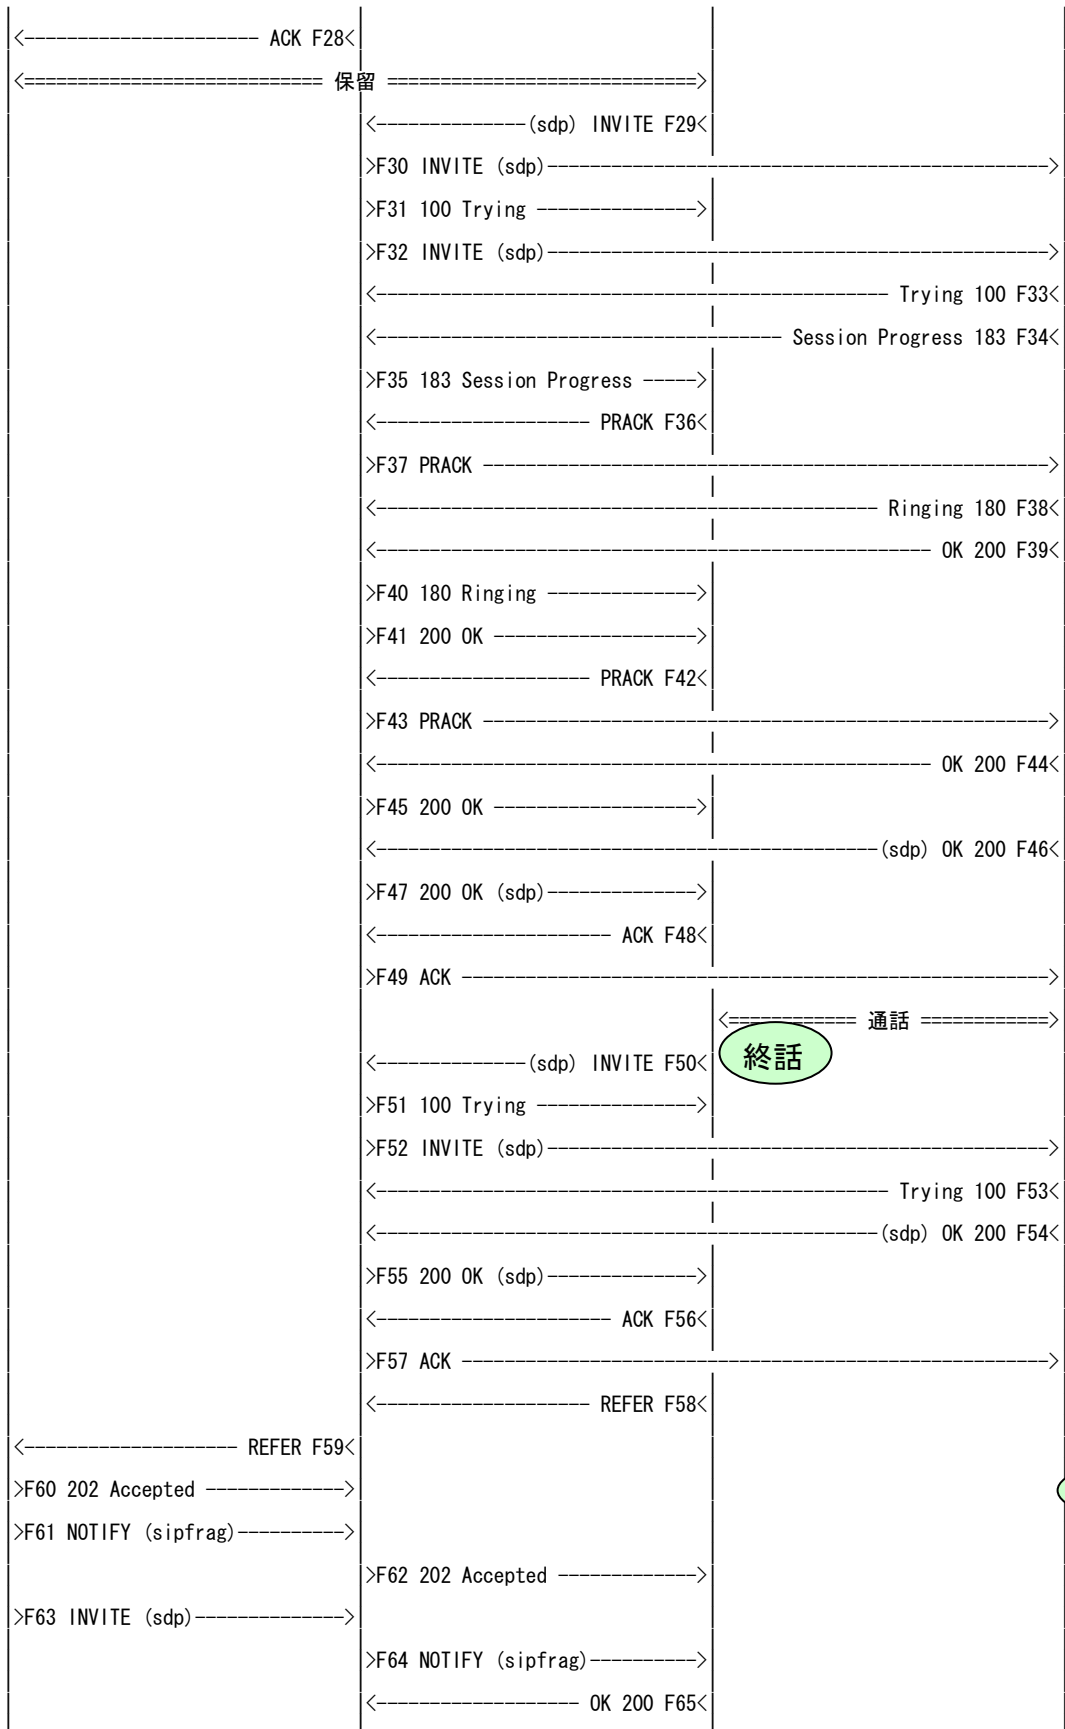 <---------------------- ACK F28<
<============================ 保留 =============================>
<--------------(sdp) INVITE F29<
>F30 INVITE (sdp)----------------------------------------------->
>F31 100 Trying --------------->
>F32 INVITE (sdp)----------------------------------------------->
<------------------------------------------------ Trying 100 F33<
<-------------------------------------- Session Progress 183 F34<
>F35 183 Session Progress ----->
<-------------------- PRACK F36<
>F37 PRACK ----------------------------------------------------->
<----------------------------------------------- Ringing 180 F38<
<---------------------------------------------------- OK 200 F39<
>F40 180 Ringing -------------->
>F41 200 OK ------------------->
<-------------------- PRACK F42<
>F43 PRACK ----------------------------------------------------->
<---------------------------------------------------- OK 200 F44<
>F45 200 OK ------------------->
<-----------------------------------------------(sdp) OK 200 F46<
>F47 200 OK (sdp)-------------->
<---------------------- ACK F48<
>F49 ACK ------------------------------------------------------->
<============ 通話 ============>
終話
<--------------(sdp) INVITE F50<
>F51 100 Trying --------------->
>F52 INVITE (sdp)----------------------------------------------->
<------------------------------------------------ Trying 100 F53<
<-----------------------------------------------(sdp) OK 200 F54<
>F55 200 OK (sdp)-------------->
<---------------------- ACK F56<
>F57 ACK ------------------------------------------------------->
<-------------------- REFER F58<
<-------------------- REFER F59<
>F60 202 Accepted ------------->
>F61 NOTIFY (sipfrag)---------->
>F62 202 Accepted ------------->
>F63 INVITE (sdp)-------------->
>F64 NOTIFY (sipfrag)---------->
<------------------- OK 200 F65<